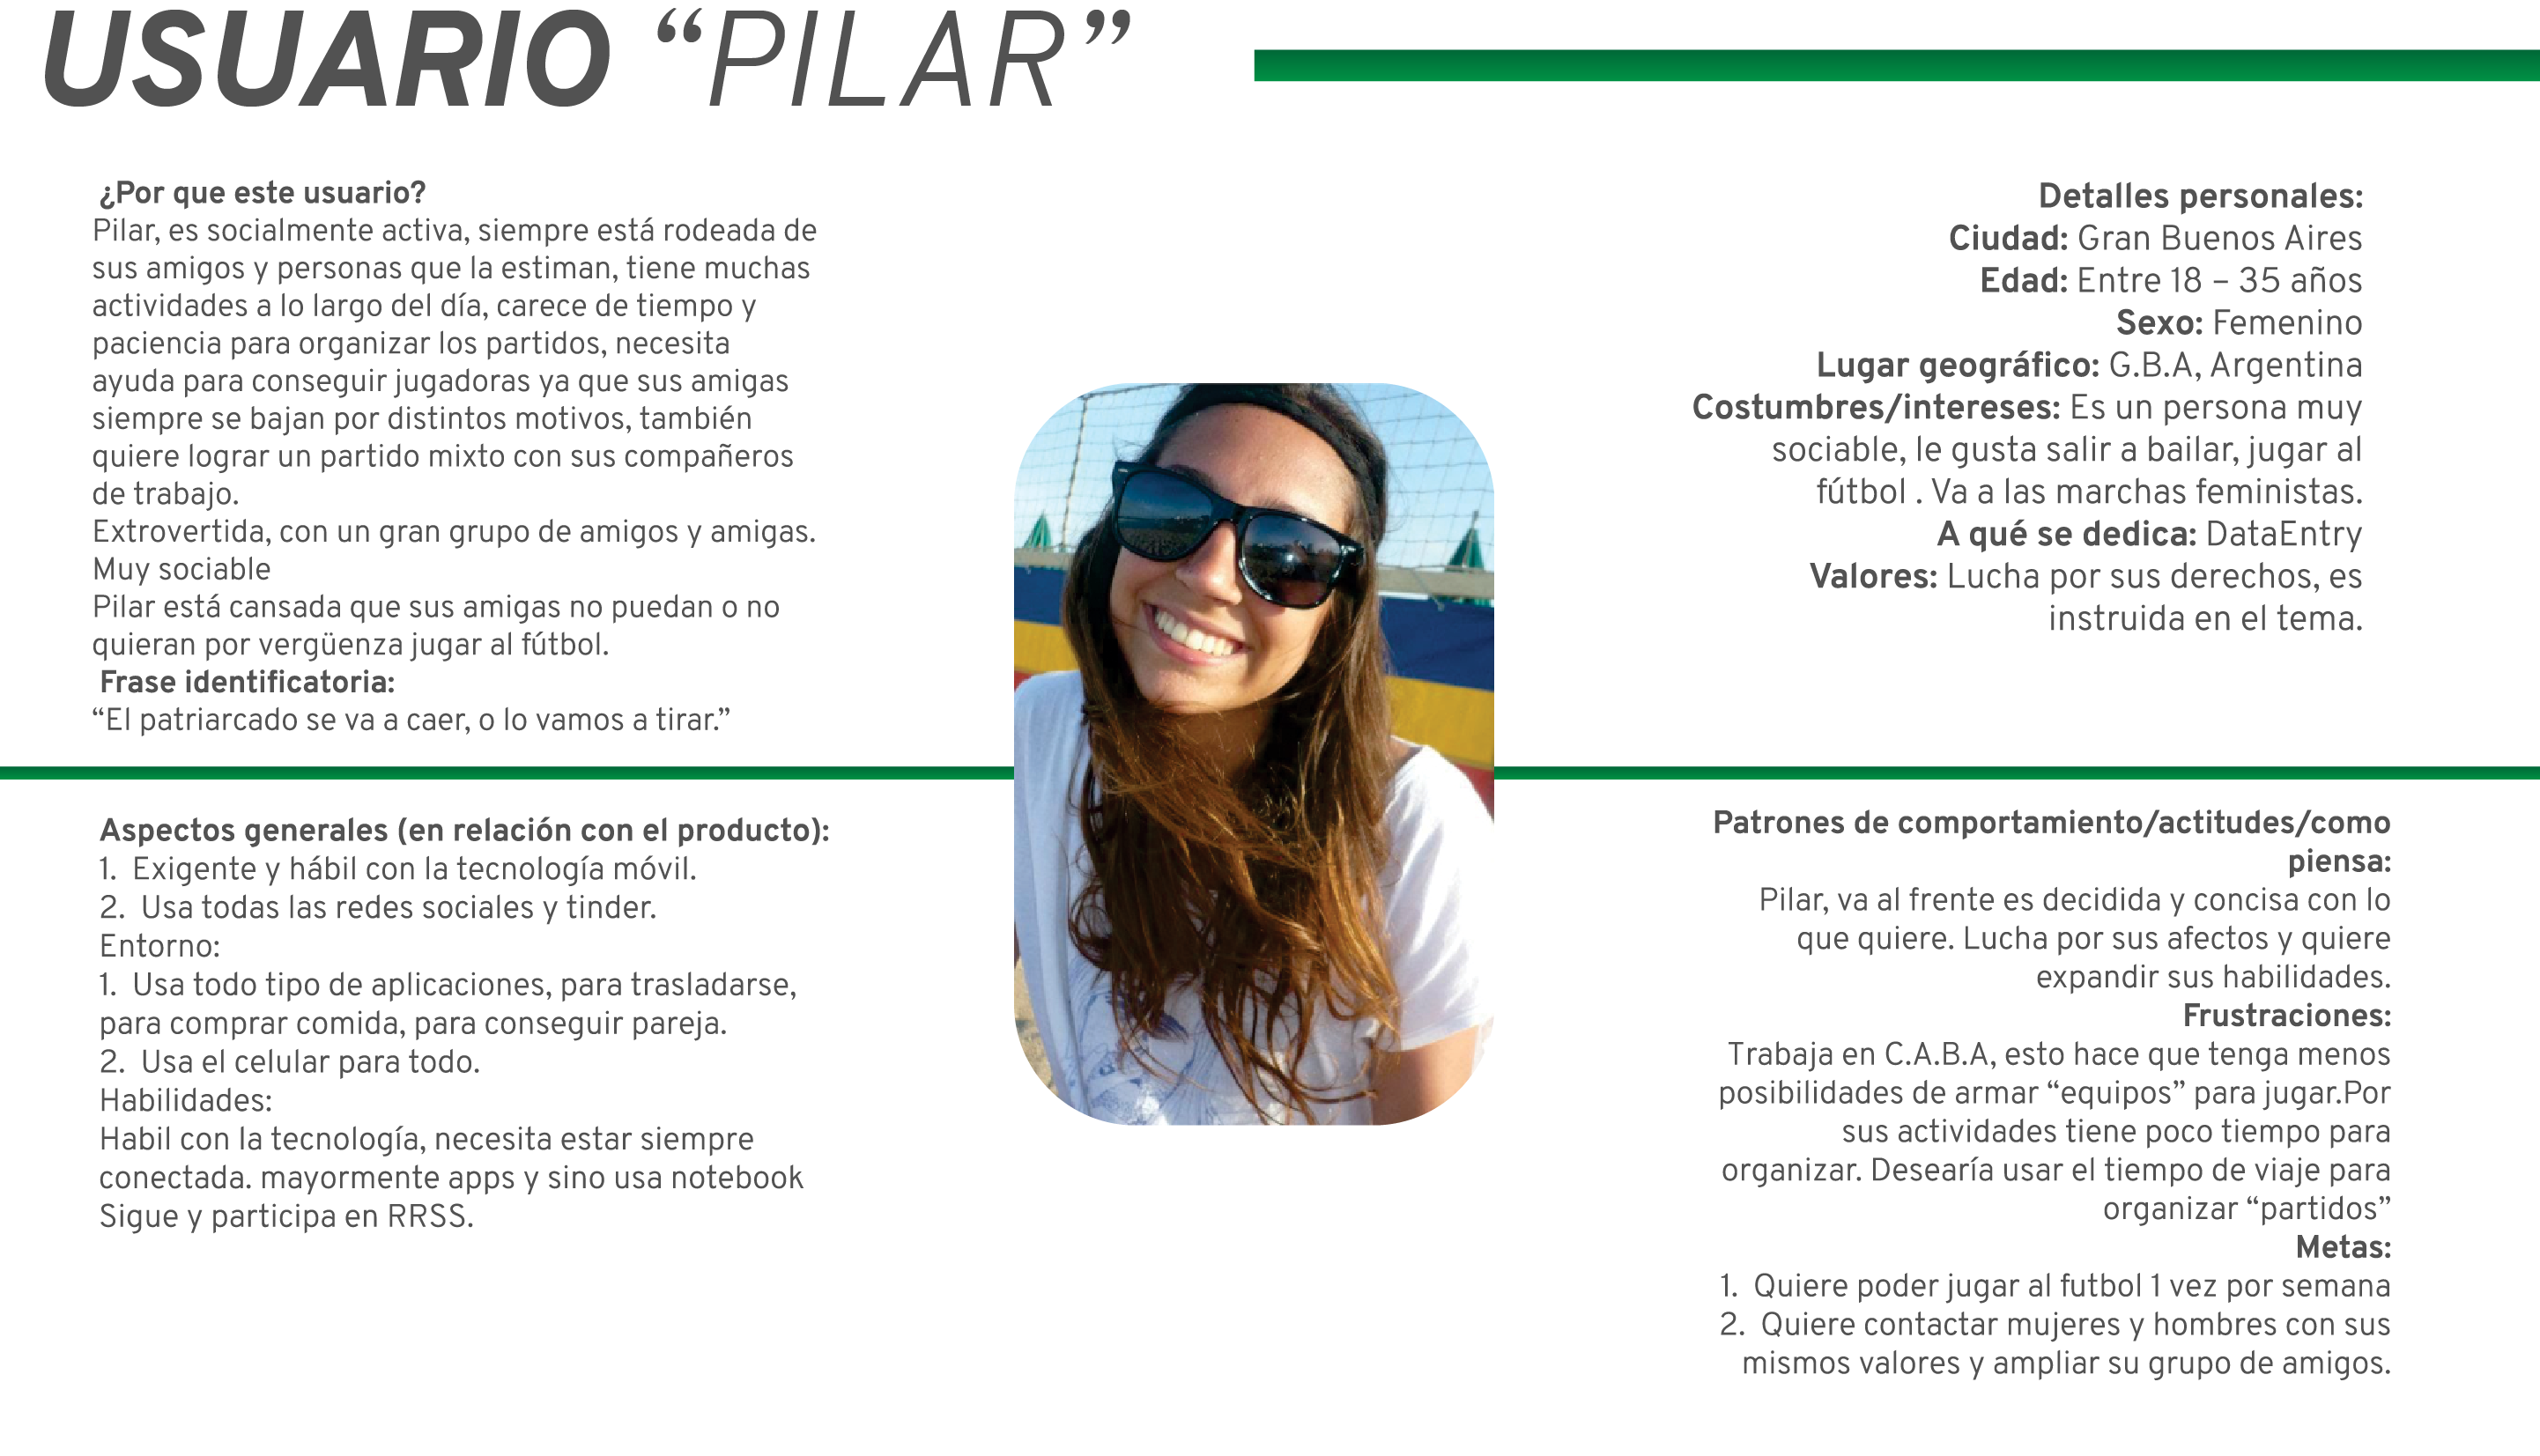 USUARIO “PILAR”
¿Por que este usuario?
Pilar, es socialmente activa, siempre está rodeada de
sus amigos y personas que la estiman, tiene muchas
actividades a lo largo del día, carece de tiempo y
paciencia para organizar los partidos, necesita
ayuda para conseguir jugadoras ya que sus amigas
siempre se bajan por distintos motivos, también
quiere lograr un partido mixto con sus compañeros
de trabajo.
Extrovertida, con un gran grupo de amigos y amigas.
Muy sociable
Pilar está cansada que sus amigas no puedan o no
quieran por vergüenza jugar al fútbol.
Frase identificatoria:
“El patriarcado se va a caer, o lo vamos a tirar.”
Detalles personales:
Ciudad: Gran Buenos Aires
Edad: Entre 18 – 35 años
Sexo: Femenino
Lugar geográfico: G.B.A, Argentina
Costumbres/intereses: Es un persona muy
sociable, le gusta salir a bailar, jugar al
fútbol . Va a las marchas feministas.
A qué se dedica: DataEntry
Valores: Lucha por sus derechos, es
instruida en el tema.
Aspectos generales (en relación con el producto):
1. Exigente y hábil con la tecnología móvil.
2. Usa todas las redes sociales y tinder.
Entorno:
1. Usa todo tipo de aplicaciones, para trasladarse,
para comprar comida, para conseguir pareja.
2. Usa el celular para todo.
Habilidades:
Habil con la tecnología, necesita estar siempre
conectada. mayormente apps y sino usa notebook
Sigue y participa en RRSS.
Patrones de comportamiento/actitudes/como
piensa:
Pilar, va al frente es decidida y concisa con lo
que quiere. Lucha por sus afectos y quiere
expandir sus habilidades.
Frustraciones:
Trabaja en C.A.B.A, esto hace que tenga menos
posibilidades de armar “equipos” para jugar.Por
sus actividades tiene poco tiempo para
organizar. Desearía usar el tiempo de viaje para
organizar “partidos”
Metas:
1. Quiere poder jugar al futbol 1 vez por semana
2. Quiere contactar mujeres y hombres con sus
mismos valores y ampliar su grupo de amigos.